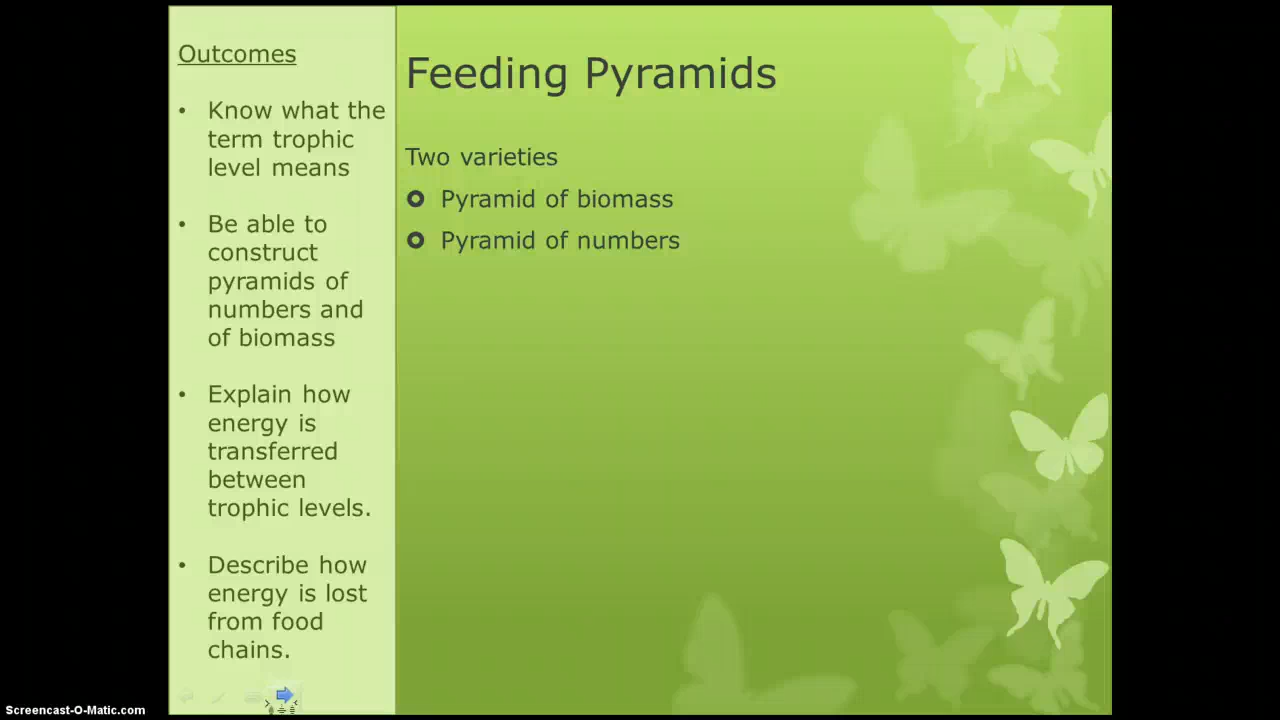 Outcomes
• Know what the
term trophic
level means
• Be able to
construct
pyramids of
numbers and
of biomass
• Explain how
energy is
transferred
between
trophic levels.
• Describe how
energy is lost
from food
chains.
Feeding Pyramids
Two varieties
Pyramid of biomass
Pyramid of numbers
Screencast-O-Matic.com